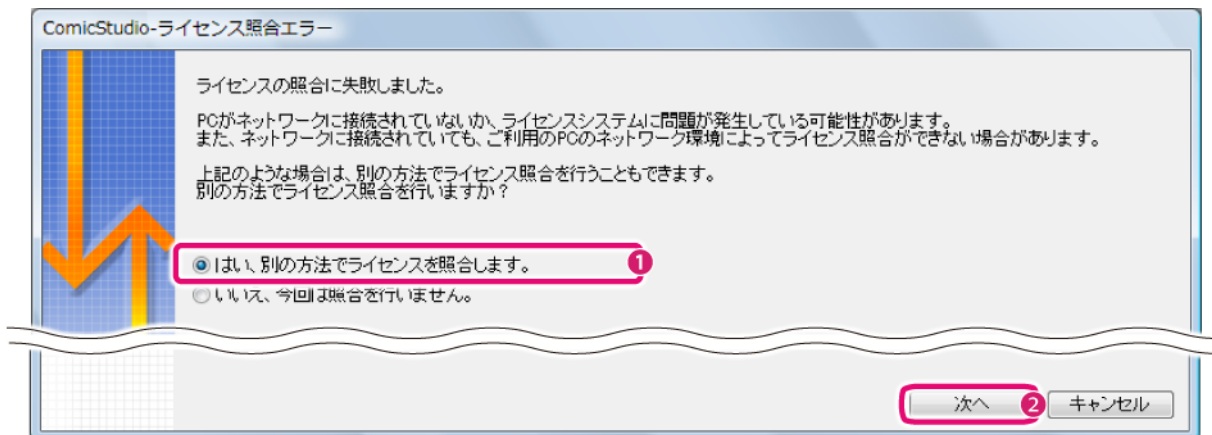 ComicStudio-ライセンス照合エラー
ライセンスの照合に失敗しました。
PCがネットワークに接続されていないか、ライセンスシステムに問題が発生している可能性があります。
また、ネットワークに接続されていても、ご利用のPCのネットワーク環境によってライセンス照合ができない場合があります。
上記のような場合は、別の方法でライセンス照合を行うこともできます。
別の方法でライセンス照合を行いますか？
はい、別の方法でライセンスを照合します。 1
いいえ、今回は照合を行いません。
次へ 2 キャンセル